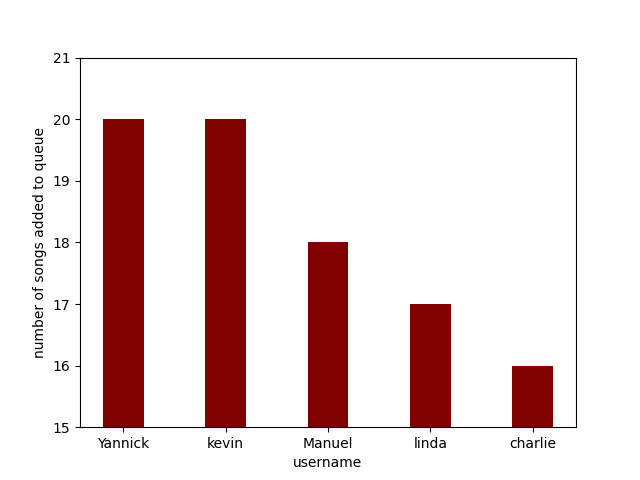 21
20
19
18
17
16
15
number of songs added to queue
Yannick kevin Manuel linda charlie
username